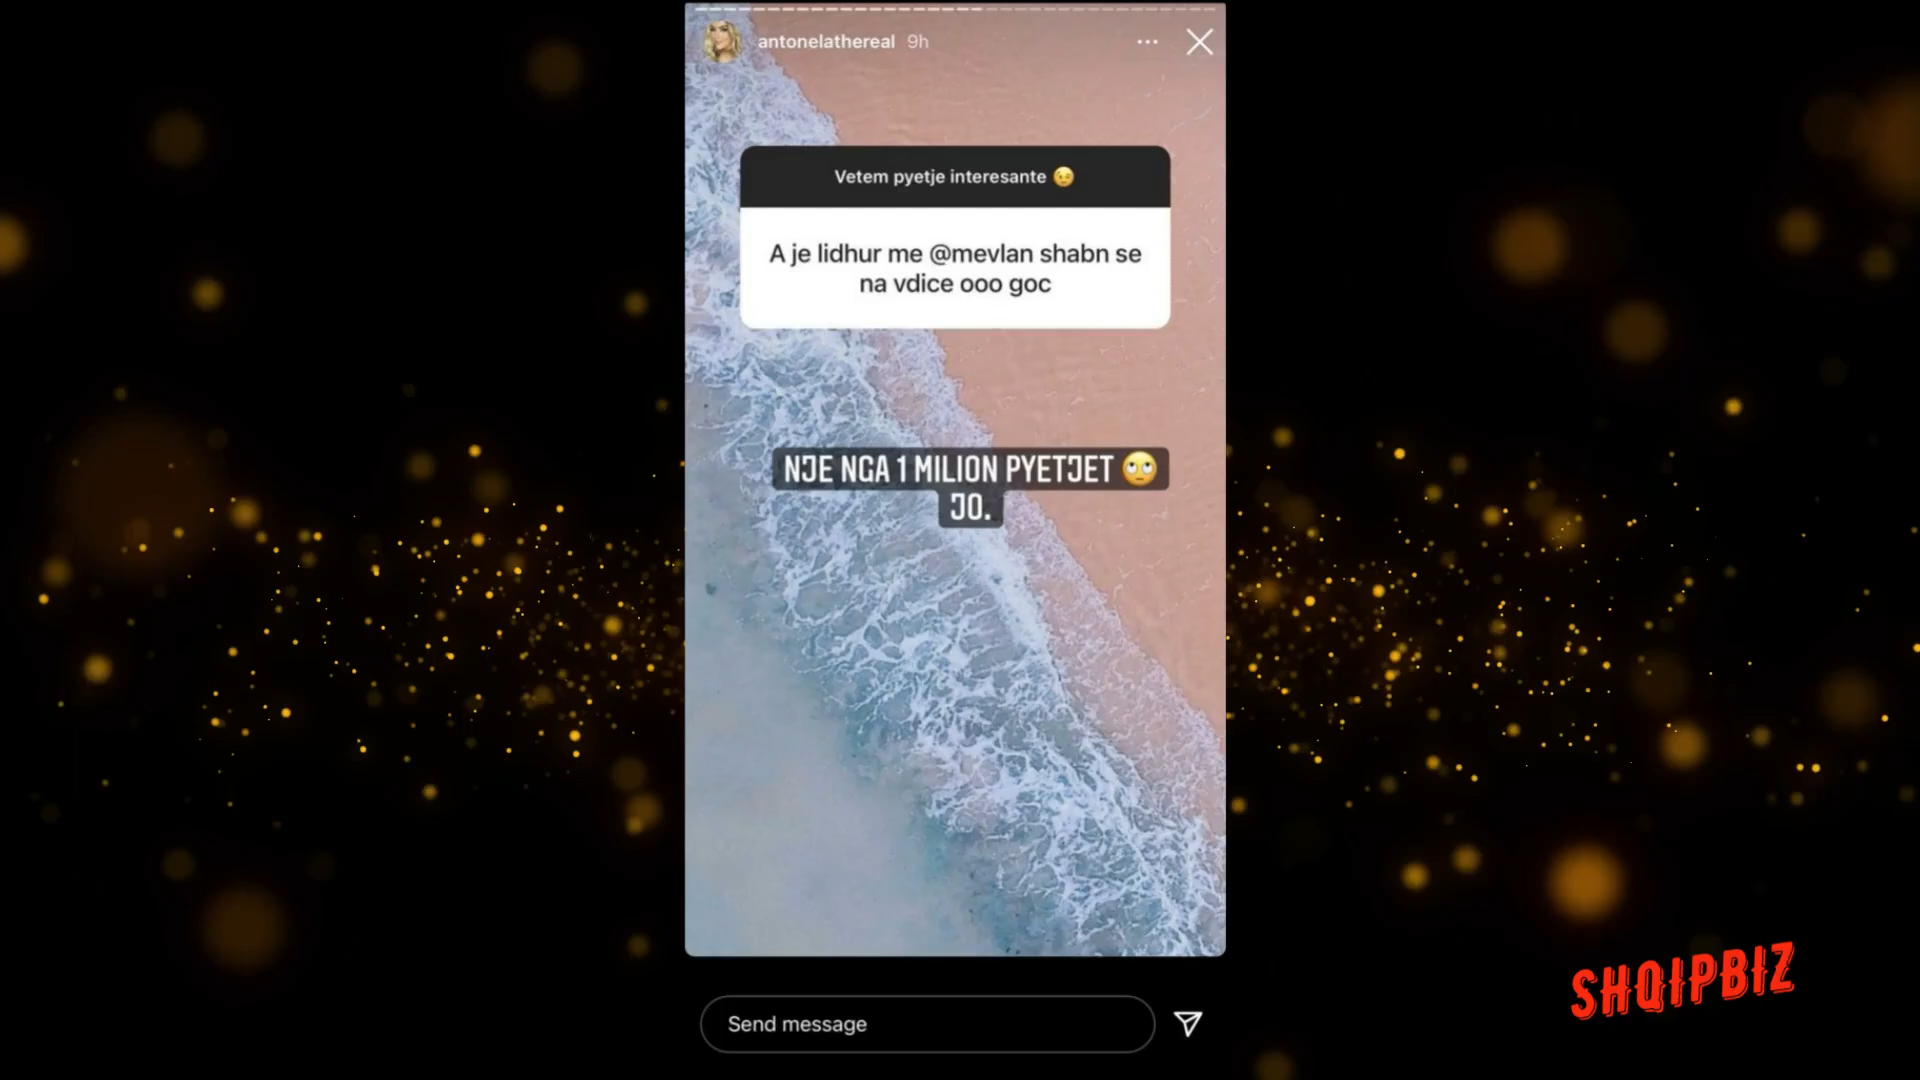 antonelathereal 9h
Vetem pyetje interesante 😉
A je lidhur me @mevlan shabn se
na vdice ooo goc
NJE NGA 1 MILION PYETJET 🙄
JO.
Send message
SHQIPBIZ